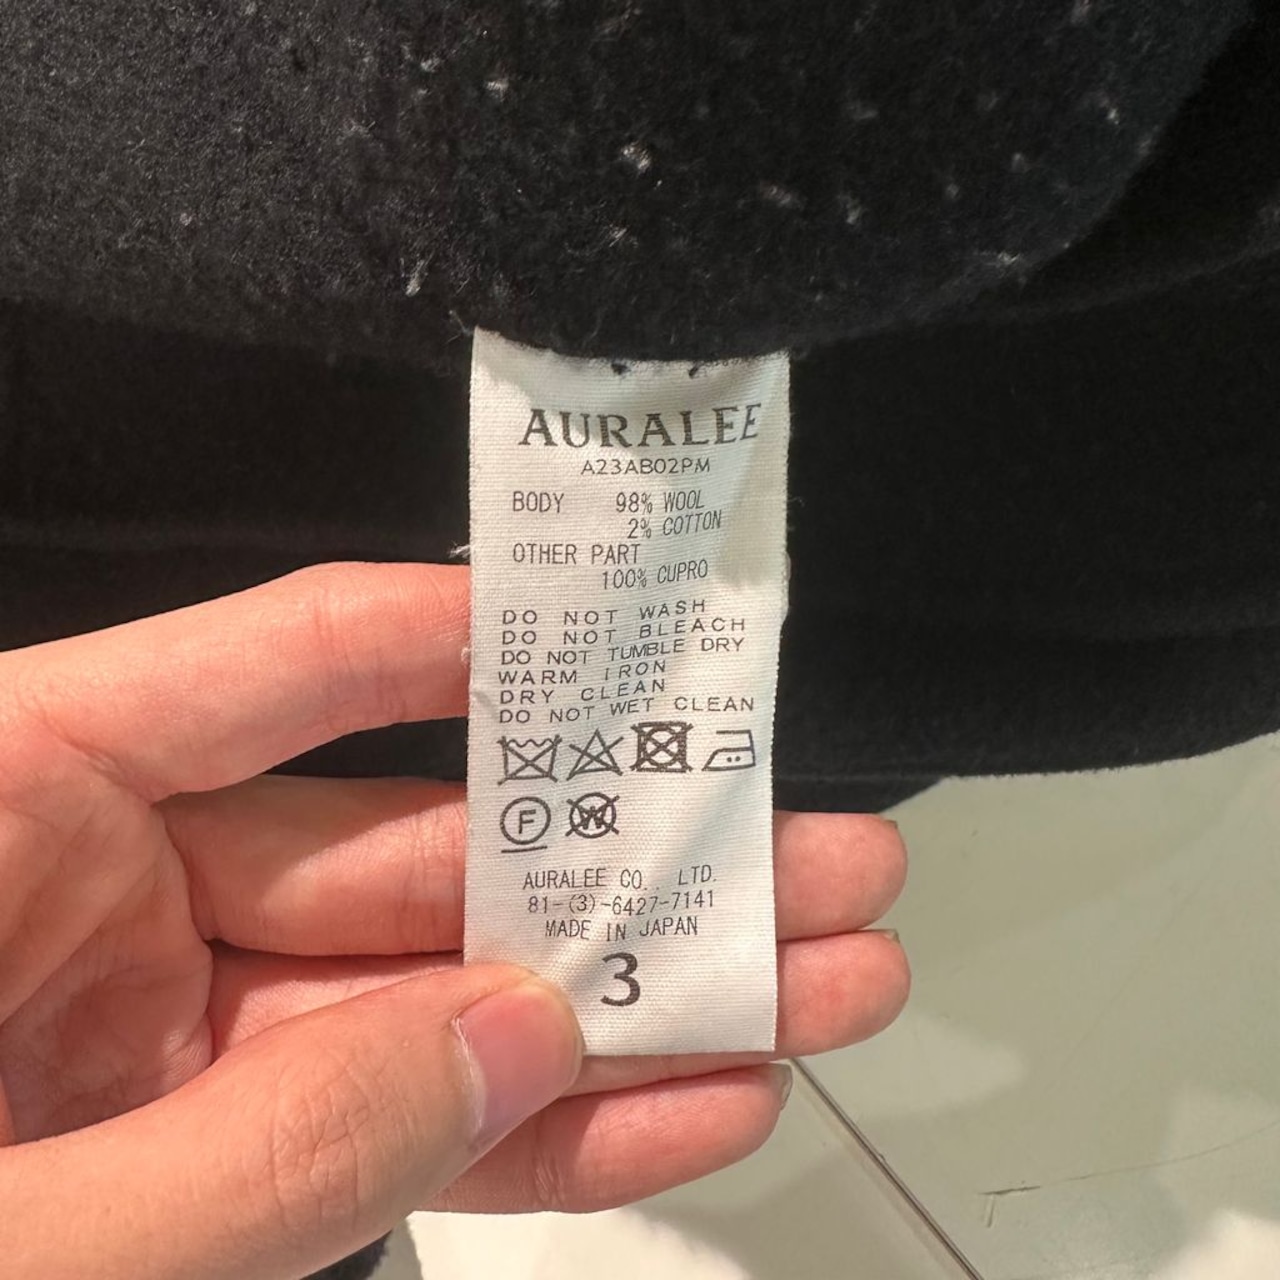 AURALEE
A23AB02PM
BODY 98% WOOL
2% COTTON
OTHER PART
100% CUPRO
DO NOT WASH
DO NOT BLEACH
DO NOT TUMBLE DRY
WARM IRON
DRY CLEAN
DO NOT WET CLEAN
F W
AURALEE CO., LTD.
81-(3)-6427-7141
MADE IN JAPAN
3